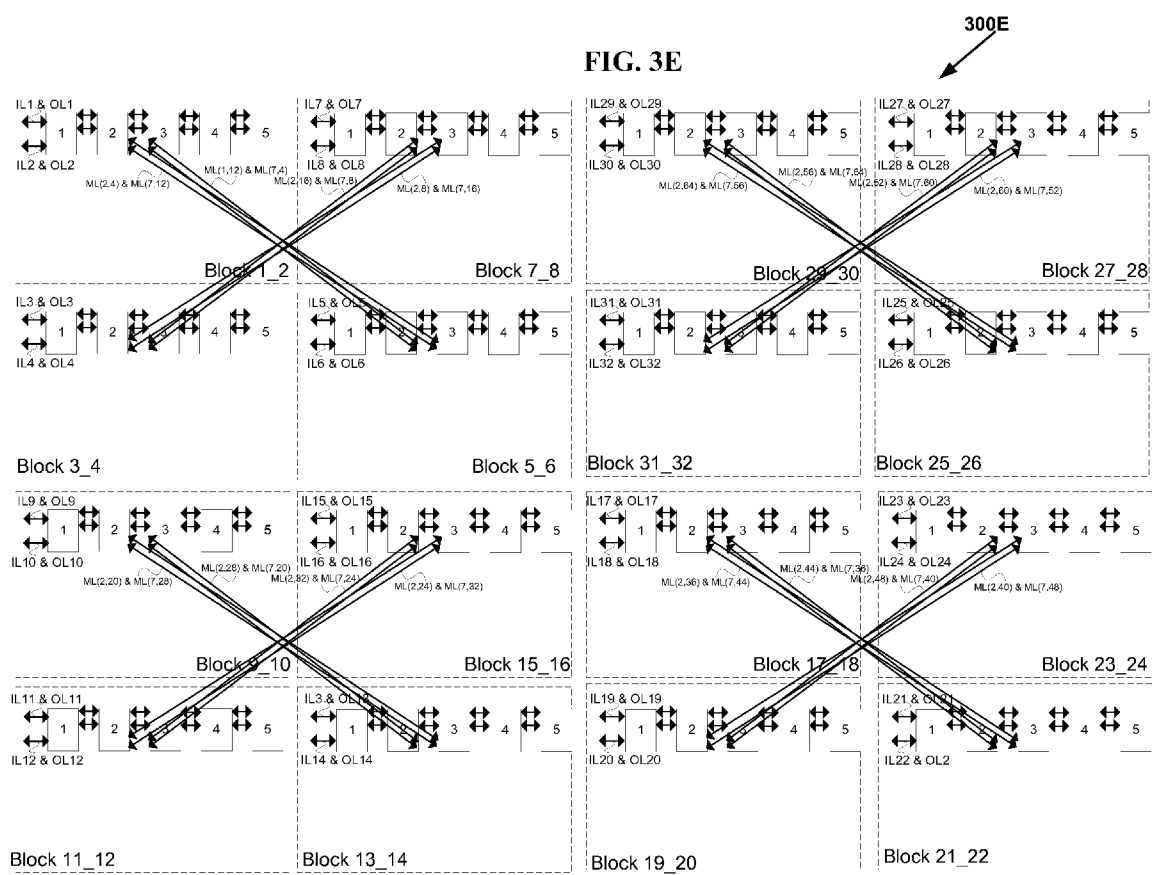 300E
FIG. 3E
IL1 & OL1
1 2 3 4 5
IL2 & OL2
ML(2,4) & ML(7,12)
ML(1,12) & ML(7,4)
Block 1_2
IL7 & OL7
1 2 3 4 5
IL8 & OL8
ML(2,16) & ML(7,8)
ML(2,8) & ML(7,16)
Block 7_8
IL29 & OL29
1 2 3 4 5
IL30 & OL30
ML(2,64) & ML(7,56)
ML(2,56) & ML(7,64)
Block 29_30
IL27 & OL27
1 2 3 4 5
IL28 & OL28
ML(2,52) & ML(7,60)
ML(2,60) & ML(7,52)
Block 27_28
IL3 & OL3
1 2 3 4 5
IL4 & OL4
Block 3_4
IL5 & OL5
1 2 3 4 5
IL6 & OL6
Block 5_6
IL31 & OL31
1 2 3 4 5
IL32 & OL32
Block 31_32
IL25 & OL25
1 2 3 4 5
IL26 & OL26
Block 25_26
IL9 & OL9
1 2 3 4 5
IL10 & OL10
ML(2,20) & ML(7,28)
ML(2,28) & ML(7,20)
Block 9_10
IL15 & OL15
1 2 3 4 5
IL16 & OL16
ML(2,32) & ML(7,24)
ML(2,24) & ML(7,32)
Block 15_16
IL17 & OL17
1 2 3 4 5
IL18 & OL18
ML(2,36) & ML(7,44)
ML(2,44) & ML(7,36)
Block 17_18
IL23 & OL23
1 2 3 4 5
IL24 & OL24
ML(2,48) & ML(7,40)
ML(2,40) & ML(7,48)
Block 23_24
IL11 & OL11
1 2 3 4 5
IL12 & OL12
Block 11_12
IL3 & OL13
1 2 3 4 5
IL14 & OL14
Block 13_14
IL19 & OL19
1 2 3 4 5
IL20 & OL20
Block 19_20
IL21 & OL21
1 2 3 4 5
IL22 & OL2
Block 21_22